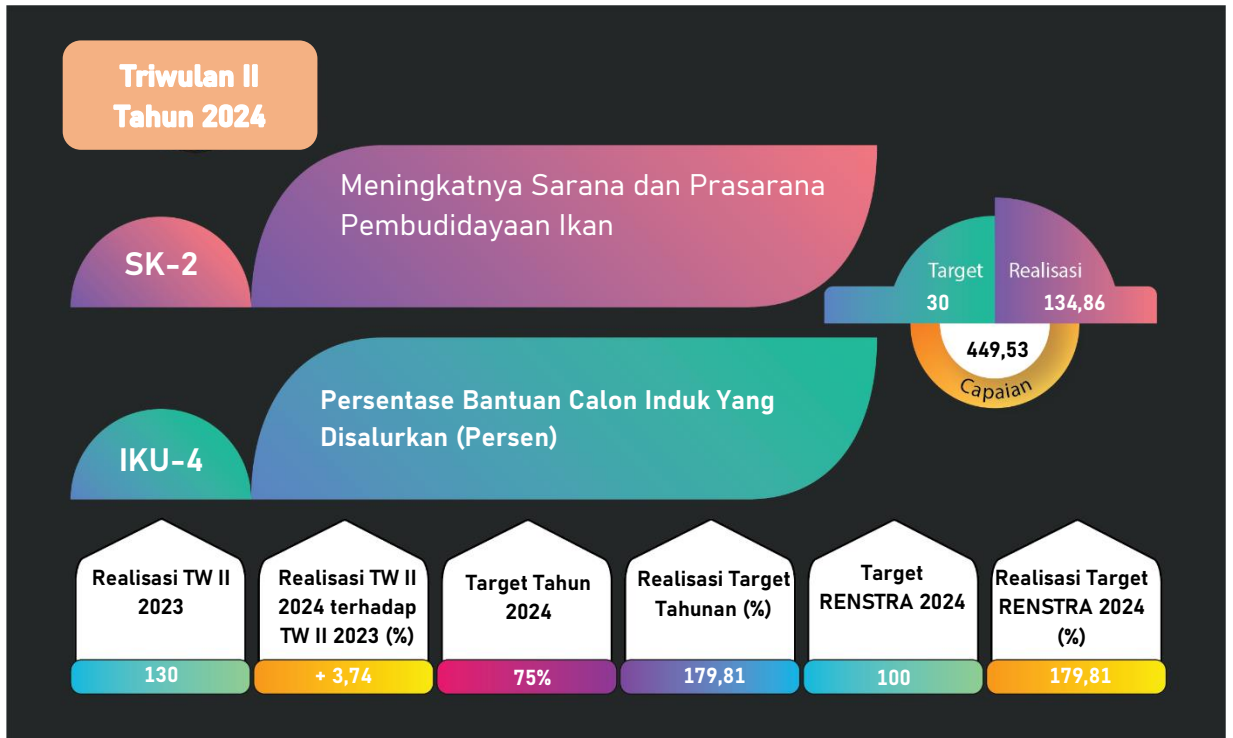 Triwulan II
Tahun 2024
Meningkatnya Sarana dan Prasarana
Pembudidayaan Ikan
SK-2
Target
Realisasi
30
134,86
449,53
Capaian
Persentase Bantuan Calon Induk Yang
Disalurkan (Persen)
IKU-4
Realisasi TW II
2023
130
Realisasi TW II
2024 terhadap
TW II 2023 (%)
+ 3,74
Target Tahun
2024
75%
Realisasi Target
Tahunan (%)
179,81
Target
RENSTRA 2024
100
Realisasi Target
RENSTRA 2024
(%)
179,81